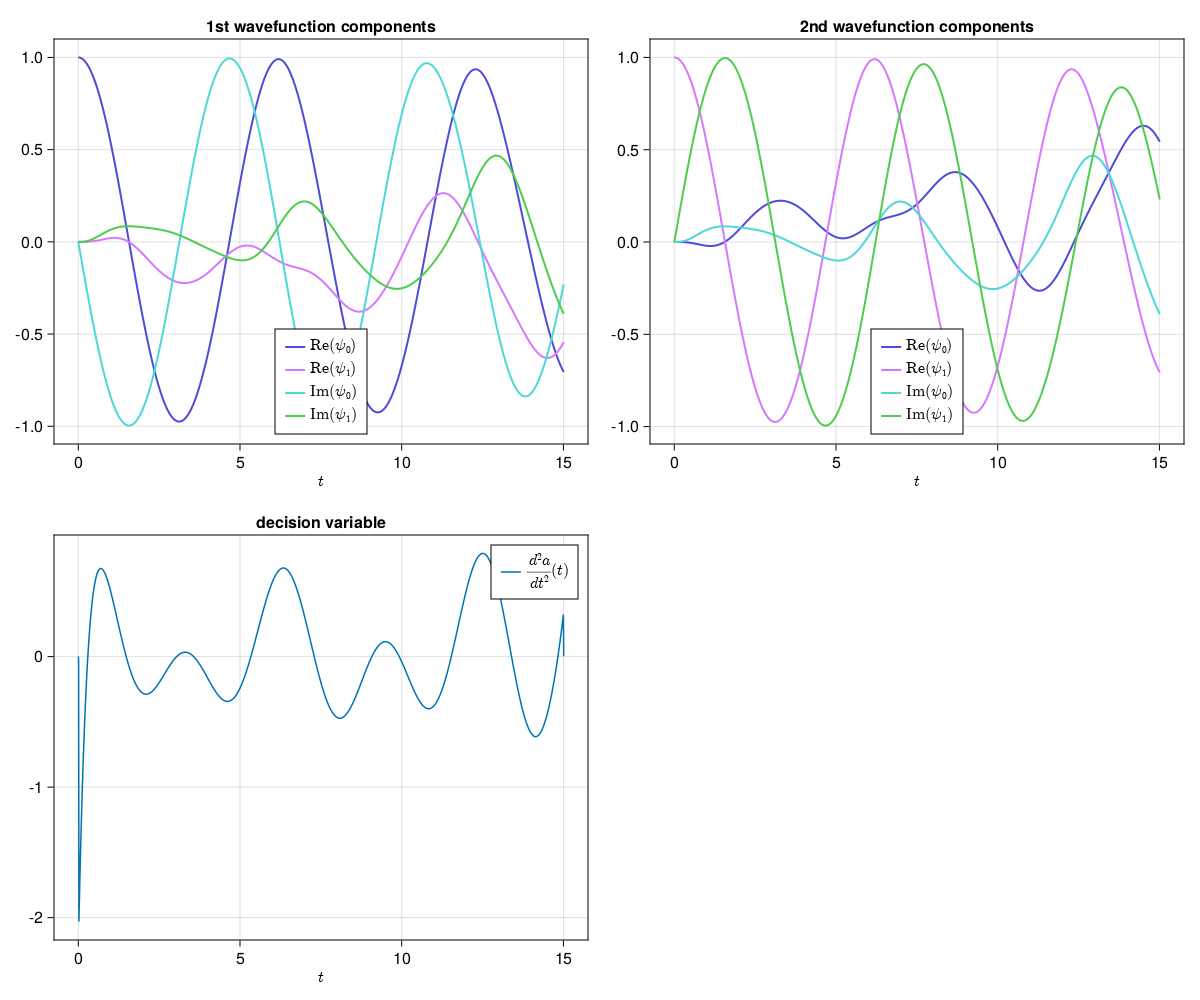 1st wavefunction components
1.0
0.5
0.0
-0.5
-1.0
Re(ψ₀)
Re(ψ₁)
Im(ψ₀)
Im(ψ₁)
0 5 10 15
t
2nd wavefunction components
1.0
0.5
0.0
-0.5
-1.0
Re(ψ₀)
Re(ψ₁)
Im(ψ₀)
Im(ψ₁)
0 5 10 15
t
decision variable
d²a/dt²(t)
0
-1
-2
0 5 10 15
t